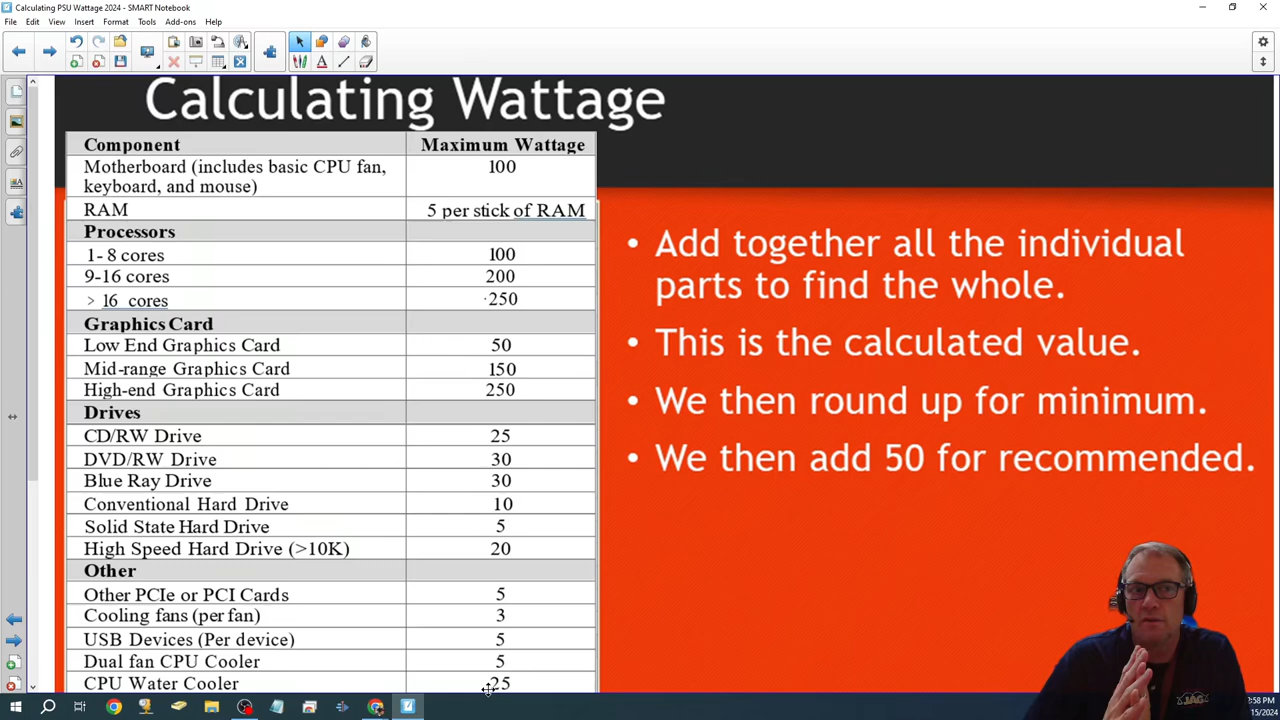 Calculating PSU Wattage 2024 - SMART Notebook
File Edit View Insert Format Tools Add-ons Help
Calculating Wattage
Component Maximum Wattage
Motherboard (includes basic CPU fan, keyboard, and mouse) 100
RAM 5 per stick of RAM
Processors
1- 8 cores 100
9-16 cores 200
> 16 cores 250
Graphics Card
Low End Graphics Card 50
Mid-range Graphics Card 150
High-end Graphics Card 250
Drives
CD/RW Drive 25
DVD/RW Drive 30
Blue Ray Drive 30
Conventional Hard Drive 10
Solid State Hard Drive 5
High Speed Hard Drive (>10K) 20
Other
Other PCIe or PCI Cards 5
Cooling fans (per fan) 3
USB Devices (Per device) 5
Dual fan CPU Cooler 5
CPU Water Cooler 25
• Add together all the individual
parts to find the whole.
• This is the calculated value.
• We then round up for minimum.
• We then add 50 for recommended.
JAG
2:58 PM
15/2024